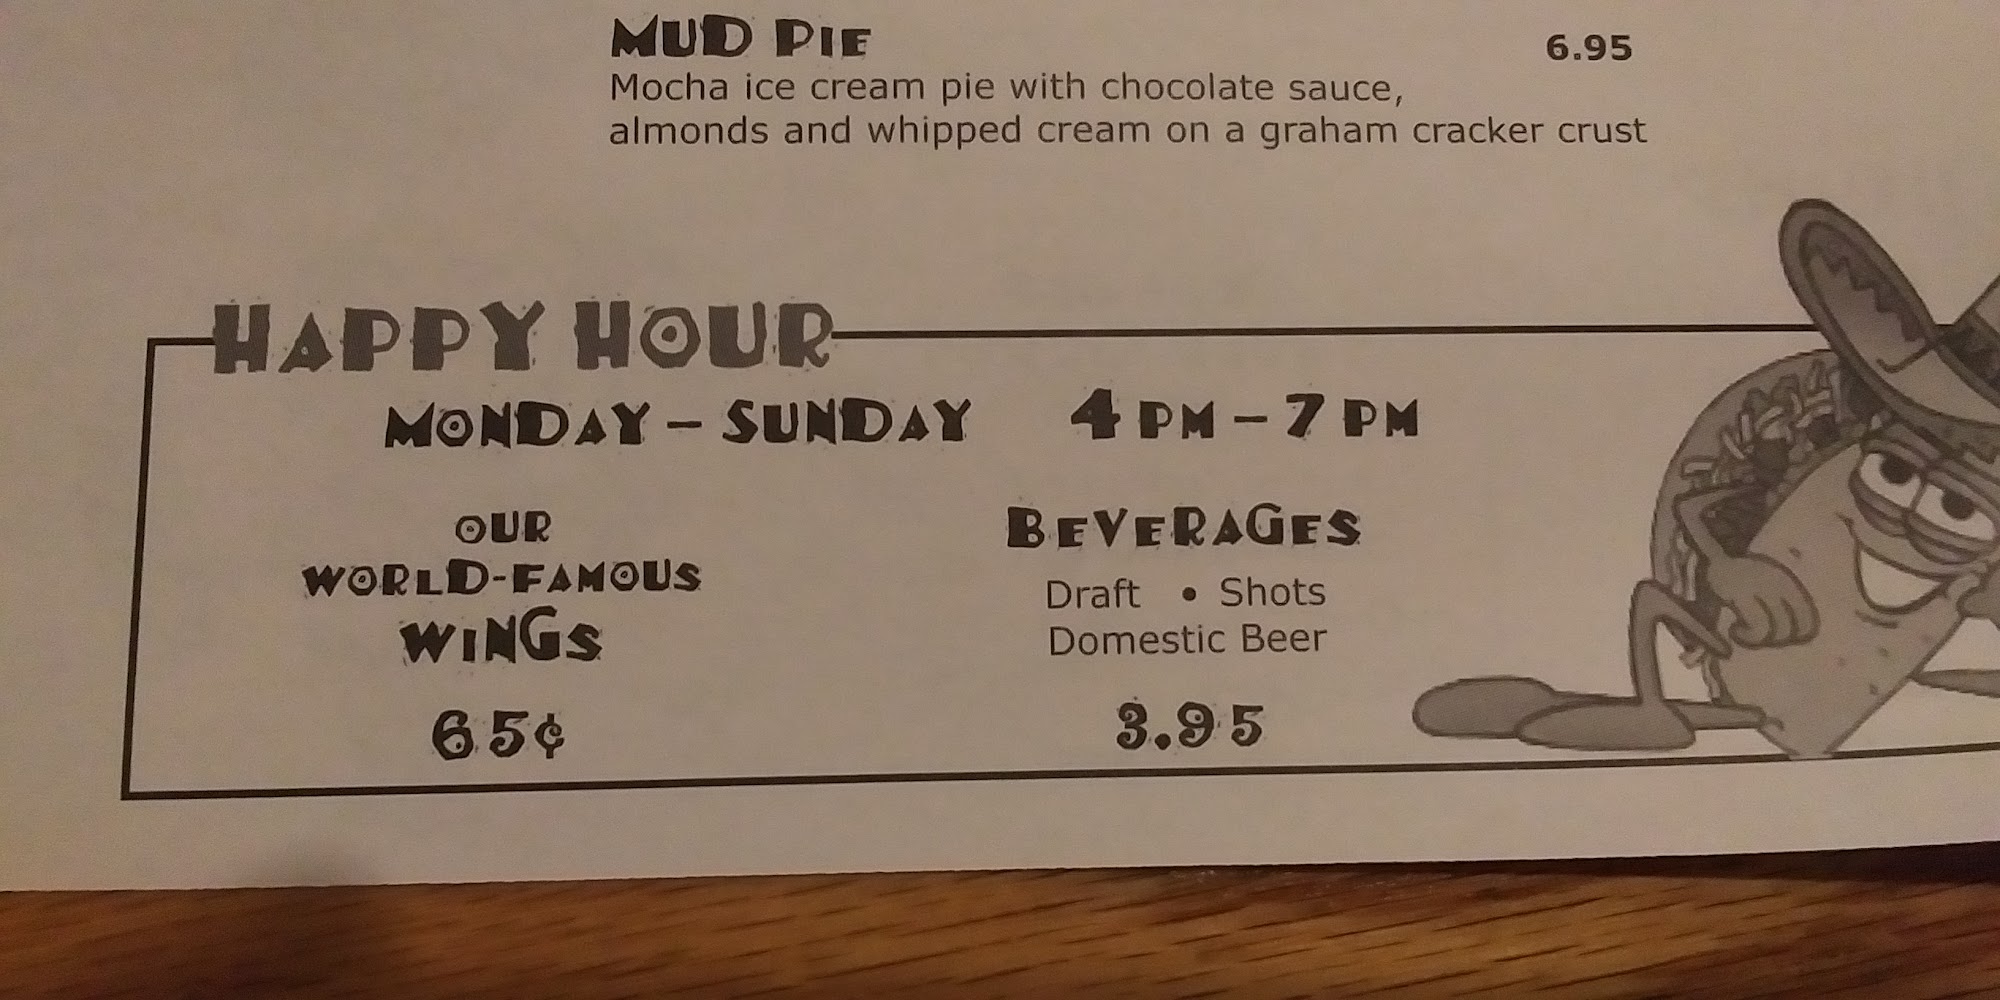 MUD PIE 6.95
Mocha ice cream pie with chocolate sauce,
almonds and whipped cream on a graham cracker crust
HAPPY HOUR
MONDAY – SUNDAY 4 PM – 7 PM
OUR
WORLD-FAMOUS
WINGS
65¢
BEVERAGES
Draft • Shots
Domestic Beer
3.95